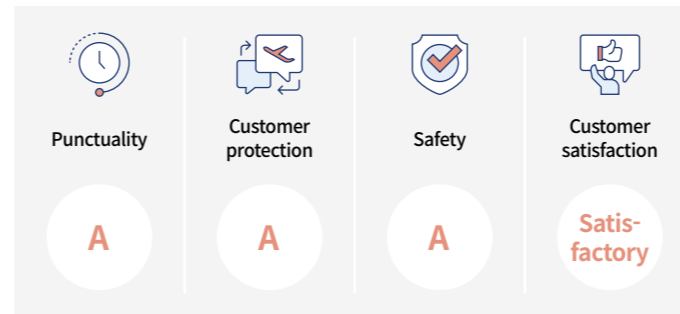 Punctuality
Customer
protection
Safety
Customer
satisfaction
A
A
A
Satis-
factory